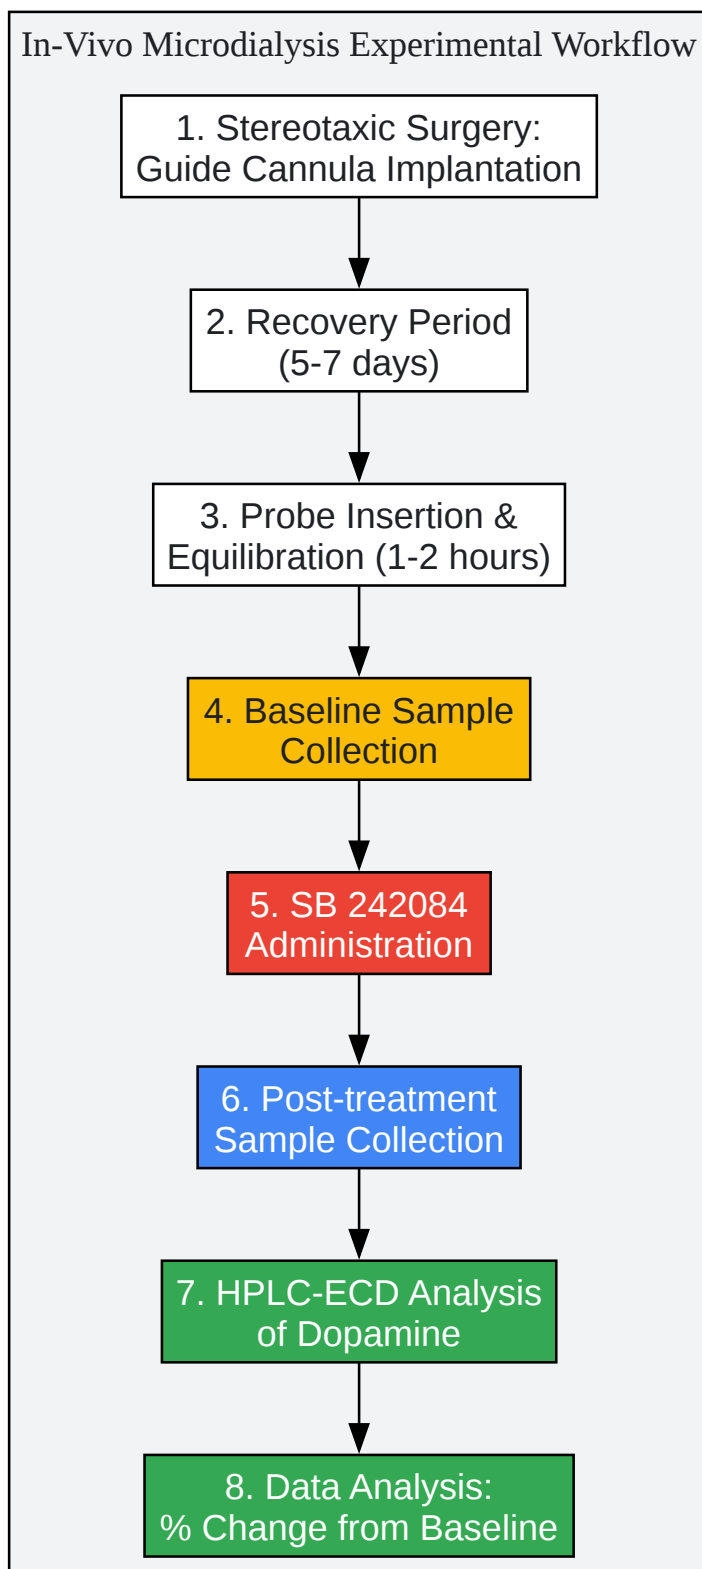 In-Vivo Microdialysis Experimental Workflow
1. Stereotaxic Surgery:
Guide Cannula Implantation
2. Recovery Period
(5-7 days)
3. Probe Insertion &
Equilibration (1-2 hours)
4. Baseline Sample
Collection
5. SB 242084
Administration
6. Post-treatment
Sample Collection
7. HPLC-ECD Analysis
of Dopamine
8. Data Analysis:
% Change from Baseline